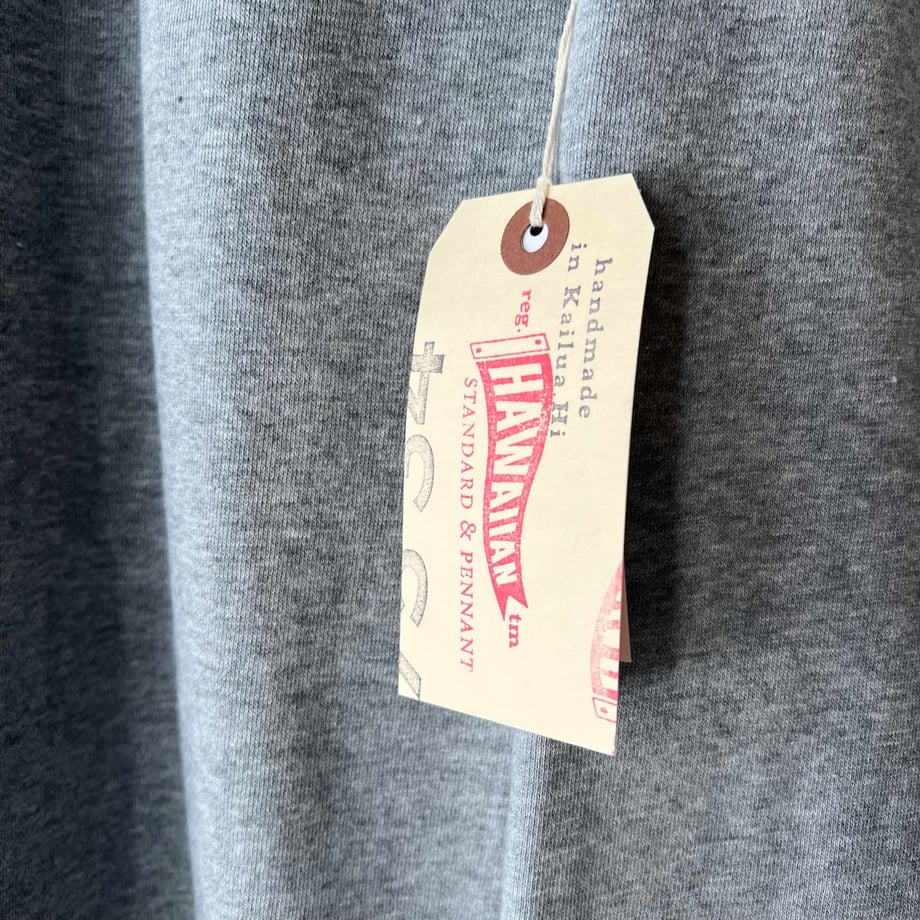 handmade
in Kailua Hi
reg.
HAWAIIAN
tm
STANDARD & PENNANT